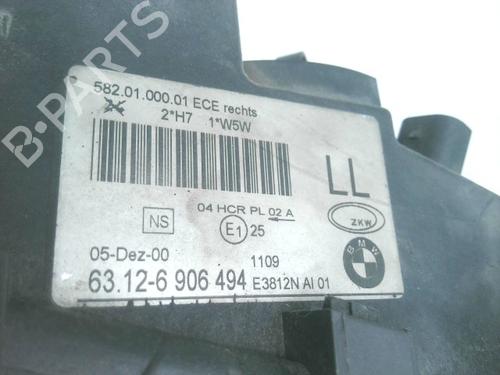 B-PARTS
582.01.000.01 ECE rechts
2*H7 1*W5W
LL
NS
04 HCR PL 02 A
E1 25
ZKW
BMW
05-Dez-00 1109
63.12-6 906 494 E3812N AI 01